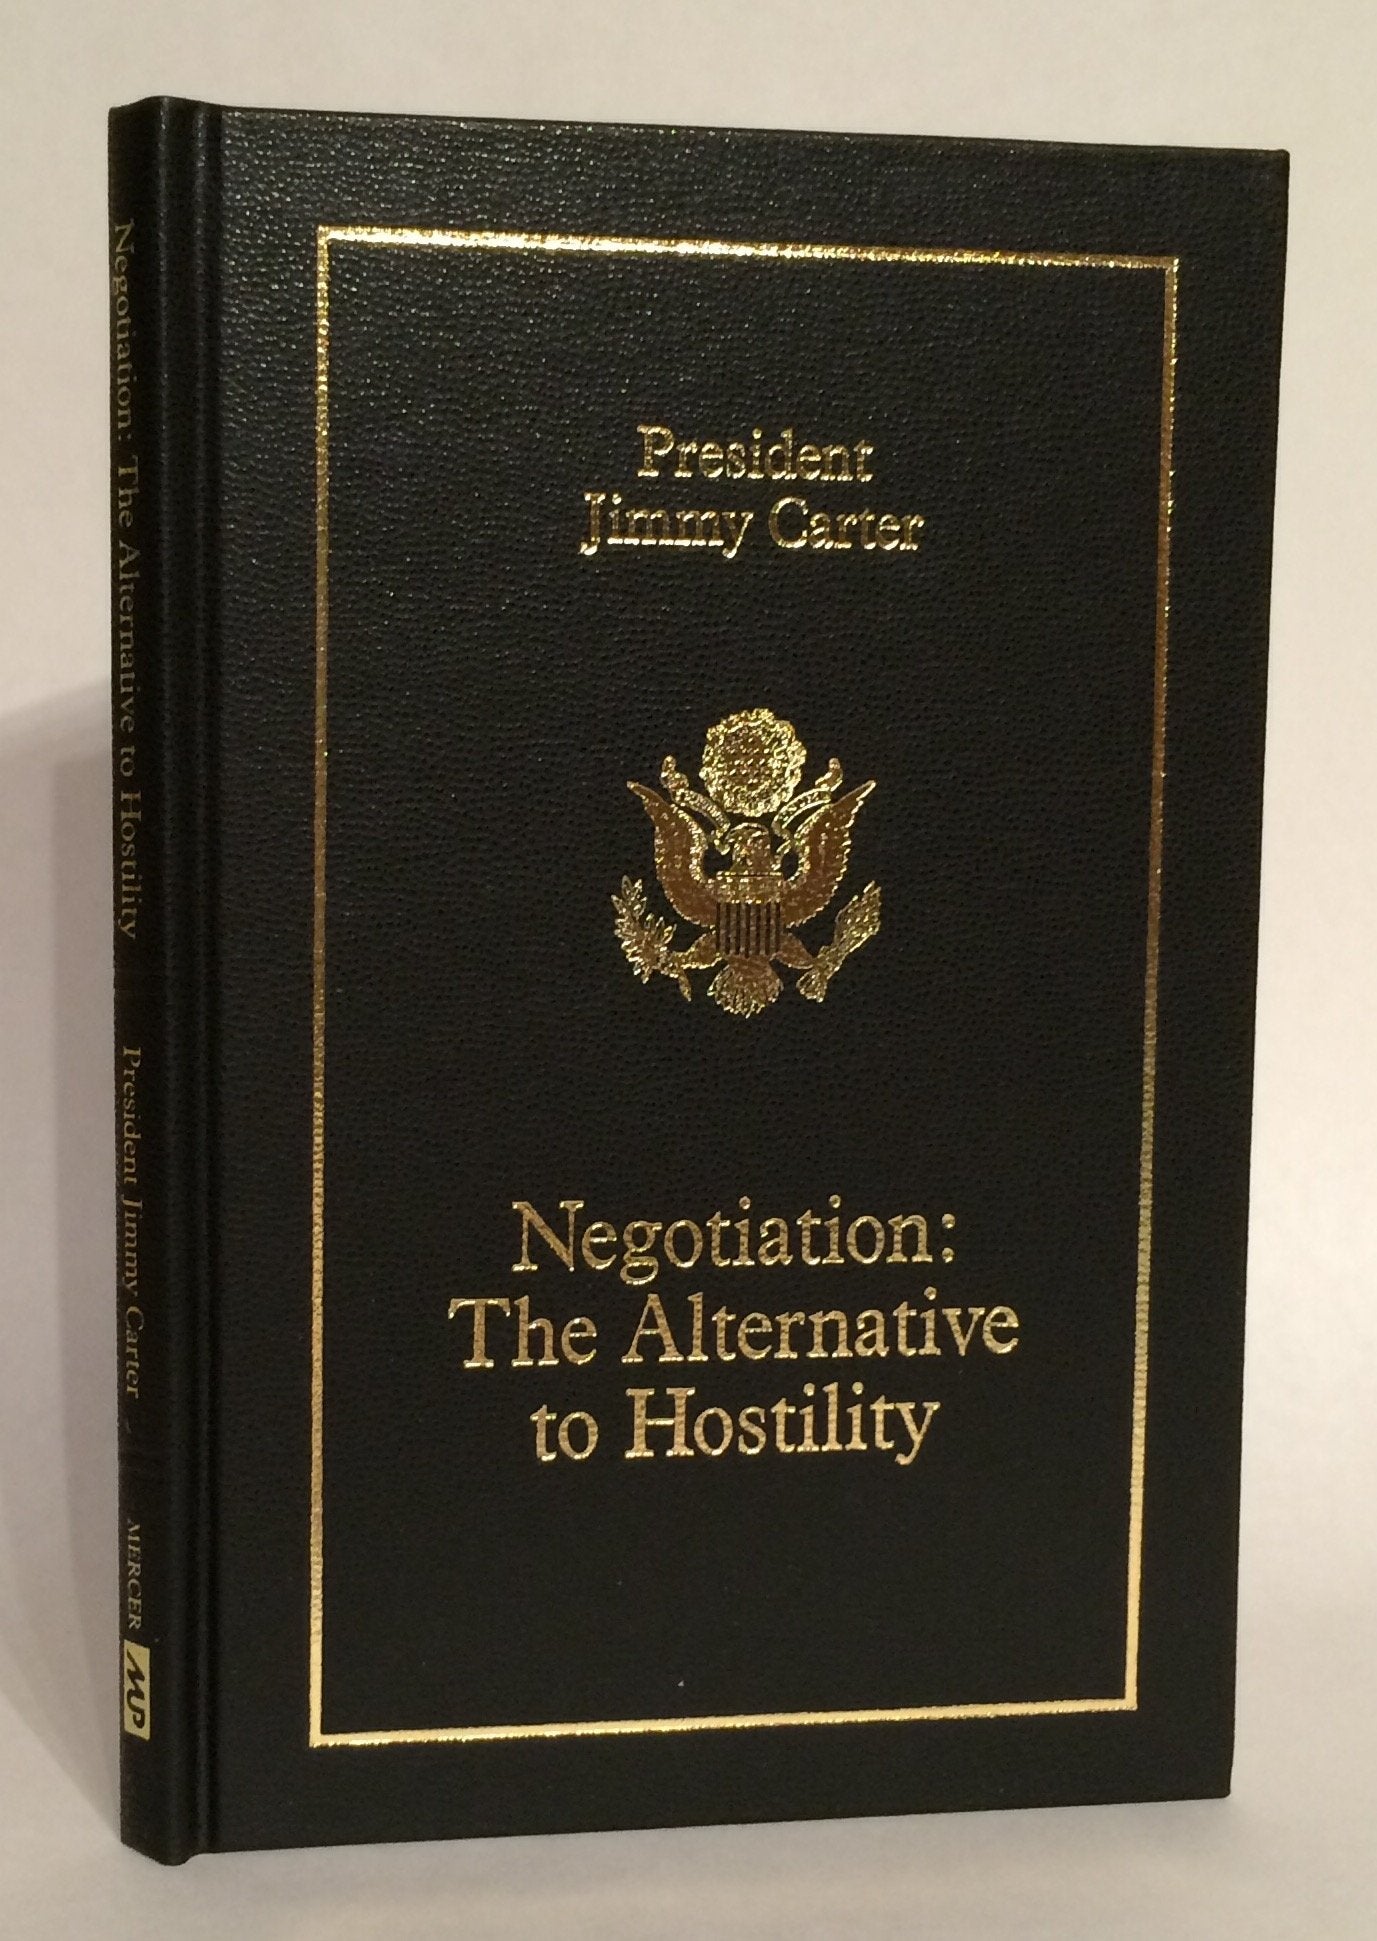 President
Jimmy Carter
Negotiation:
The Alternative
to Hostility
Negotiation: The Alternative to Hostility
President Jimmy Carter
MERCER
MUP